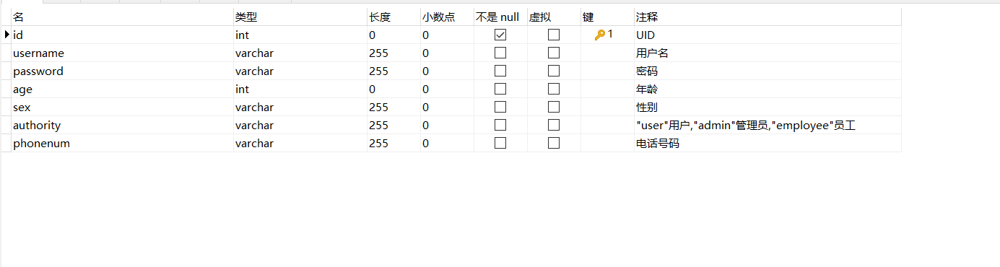 名 类型 长度 小数点 不是 null 虚拟 键 注释
id int 0 0 1 UID
username varchar 255 0 用户名
password varchar 255 0 密码
age int 0 0 年龄
sex varchar 255 0 性别
authority varchar 255 0 "user"用户,"admin"管理员,"employee"员工
phonenum varchar 255 0 电话号码